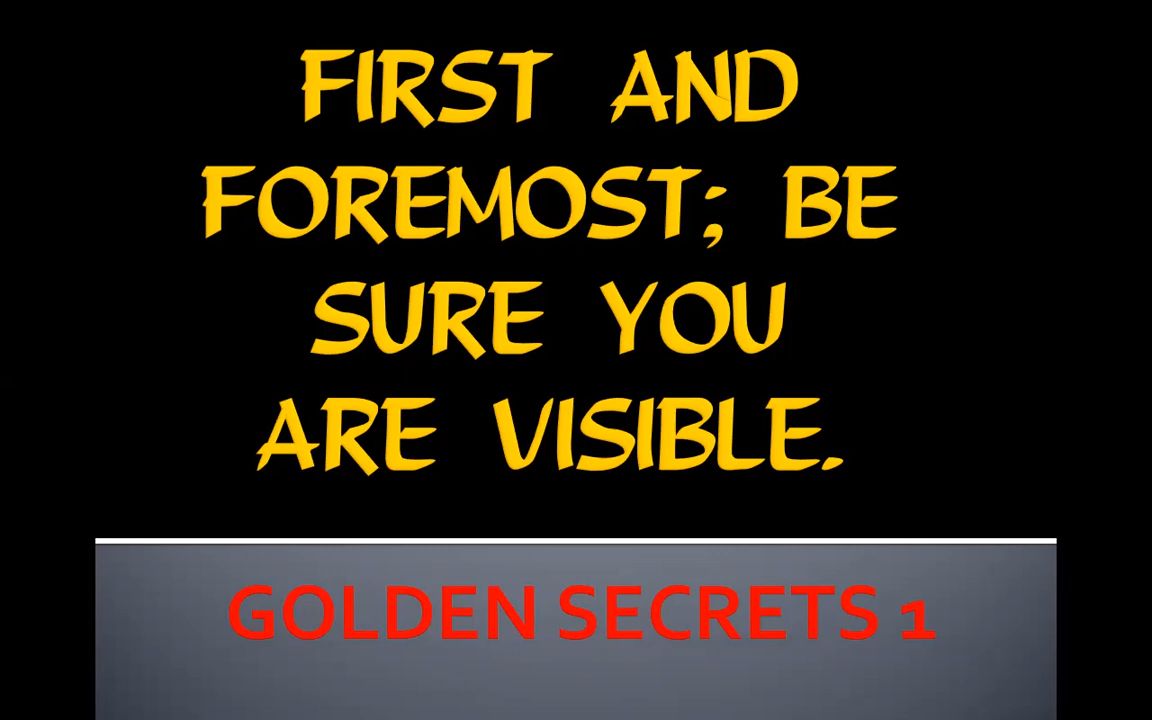 FIRST AND
FOREMOST; BE
SURE YOU
ARE VISIBLE.
GOLDEN SECRETS 1